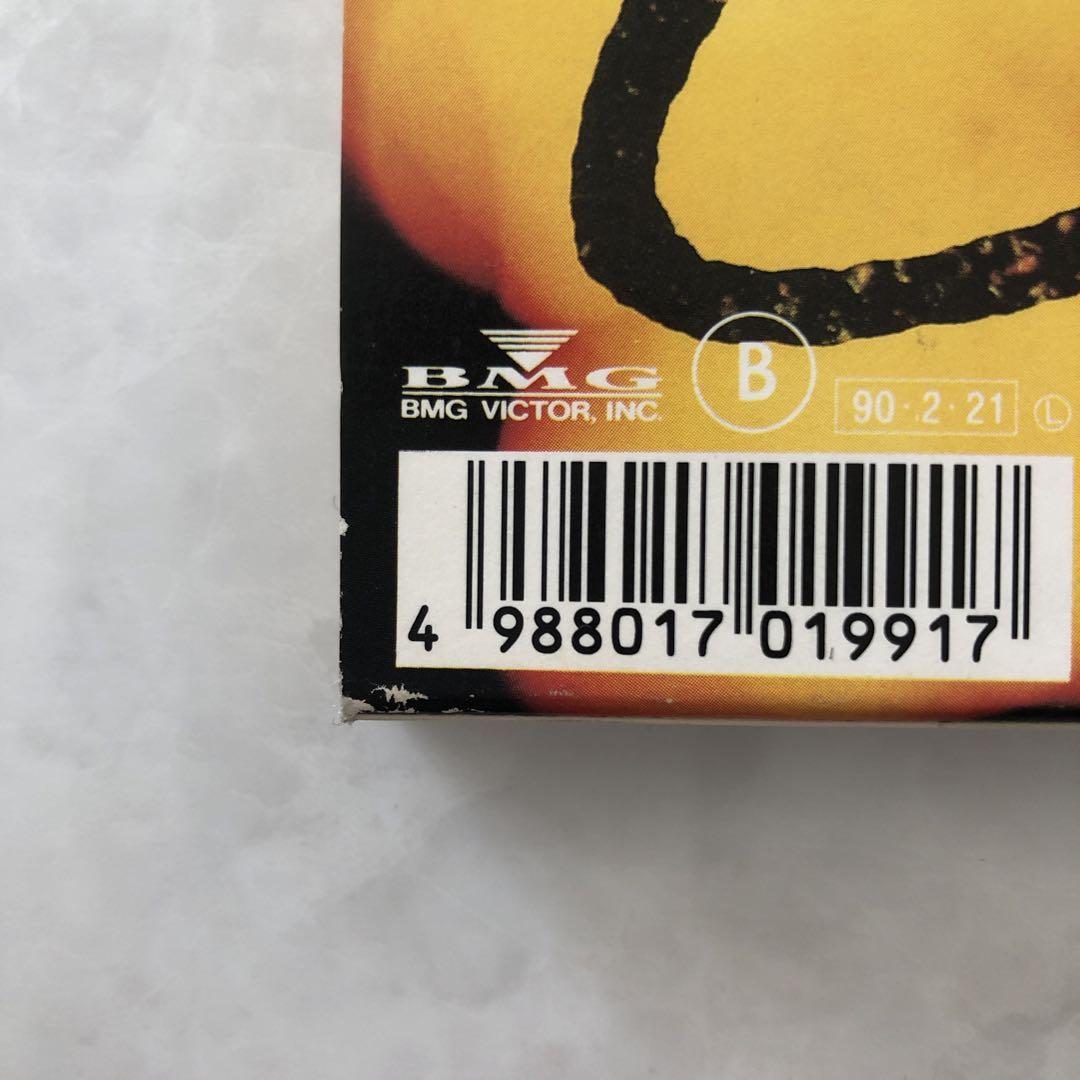 BMG
BMG VICTOR, INC.
B
90·2·21
L
4 988017 019917